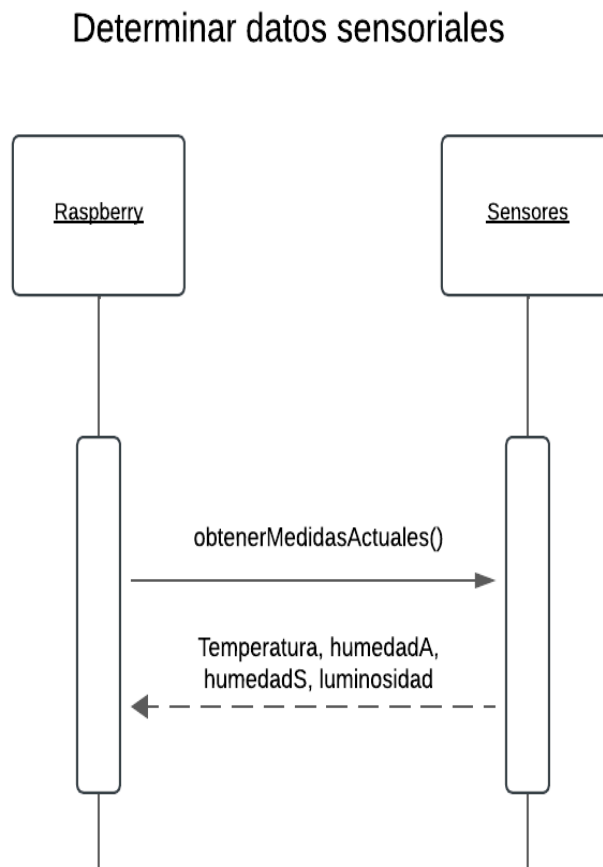 Determinar datos sensoriales
Raspberry
Sensores
obtenerMedidasActuales()
Temperatura, humedadA,
humedadS, luminosidad